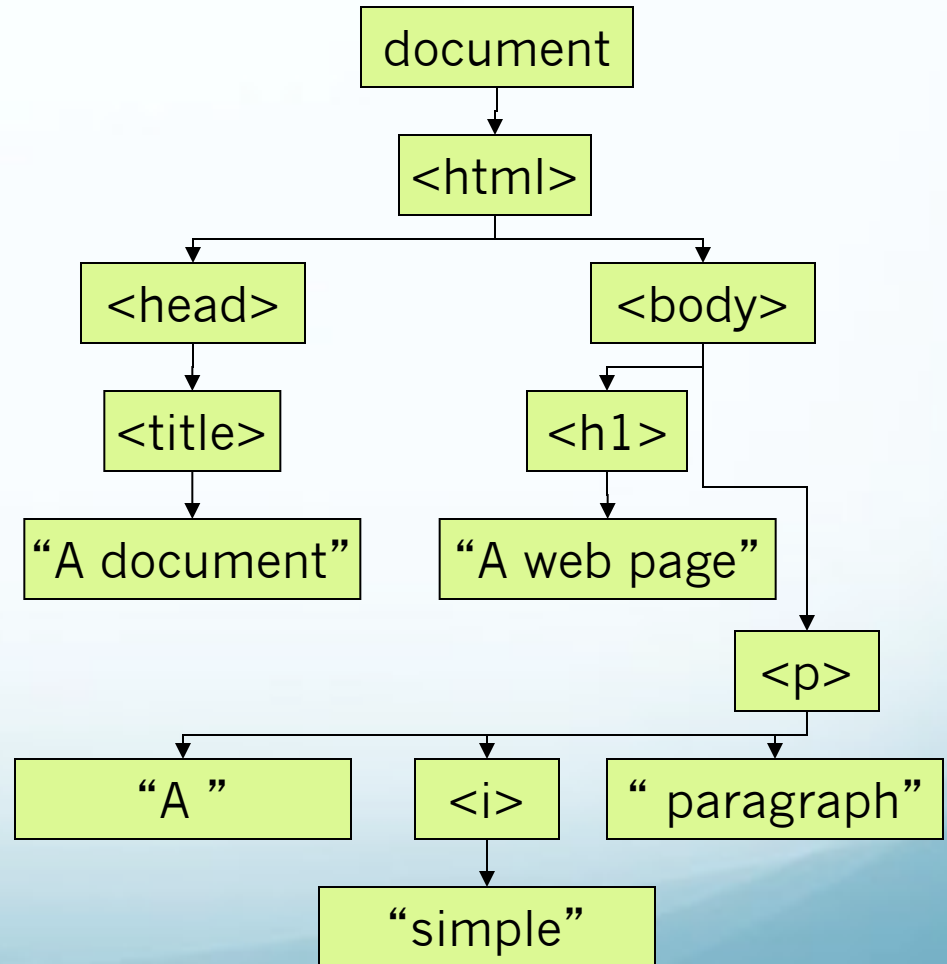 document
<html>
<head>
<body>
<title>
<h1>
“A document”
“A web page”
<p>
“A ”
<i>
“ paragraph”
“simple”